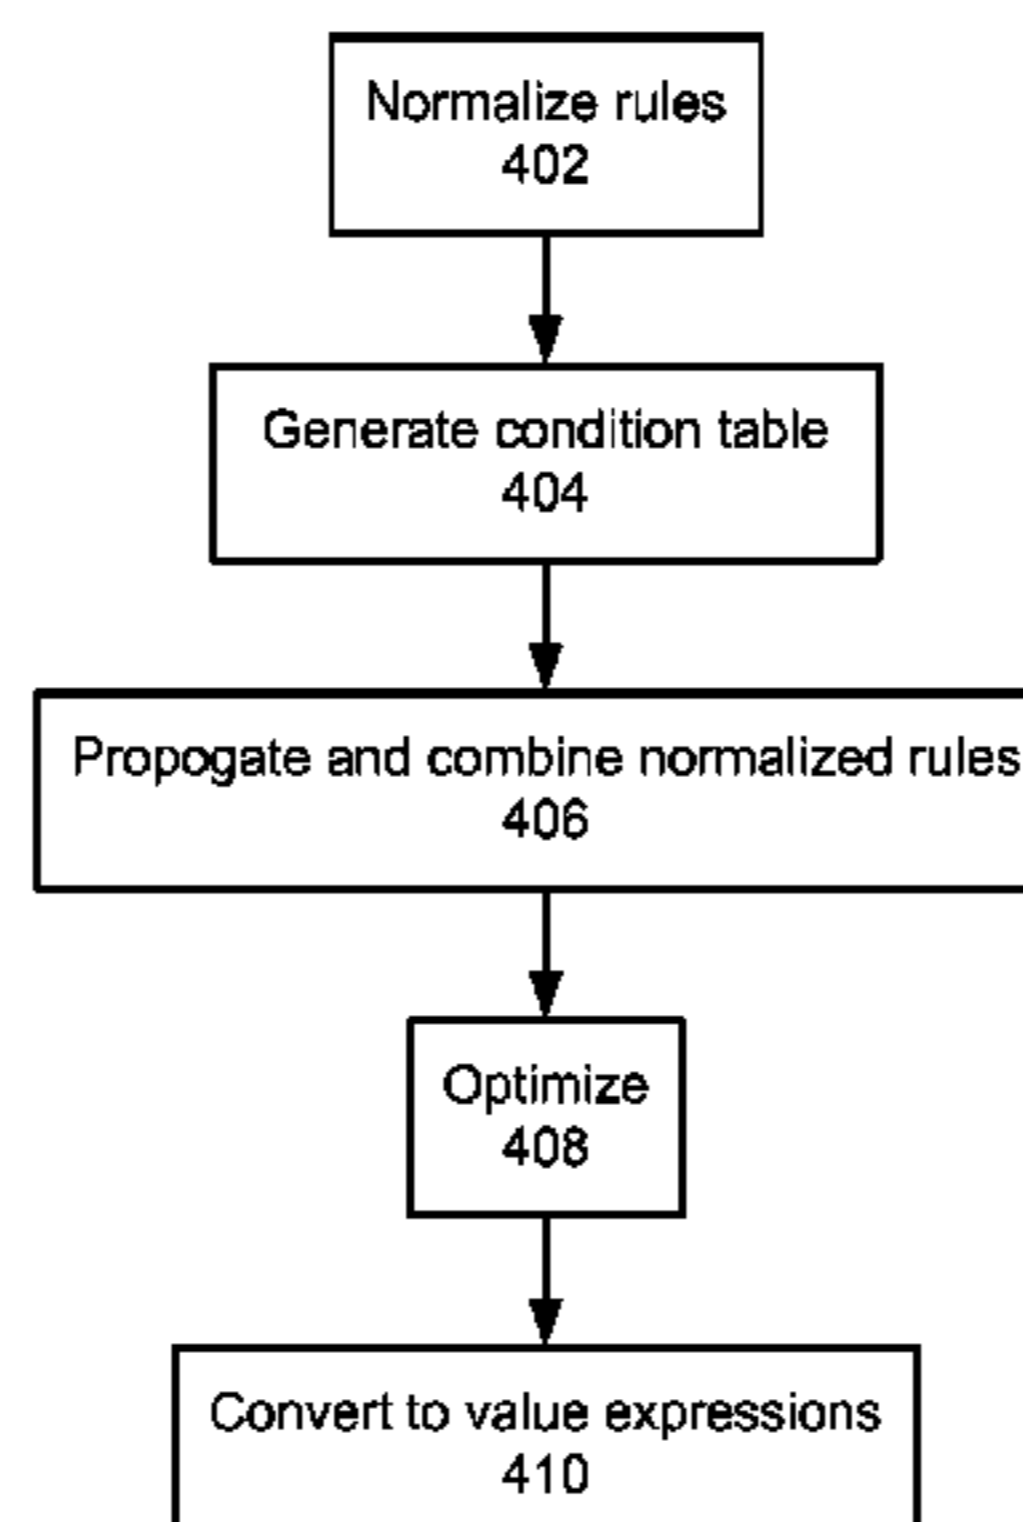 Normalize rules
402
Generate condition table
404
Propogate and combine normalized rules
406
Optimize
408
Convert to value expressions
410